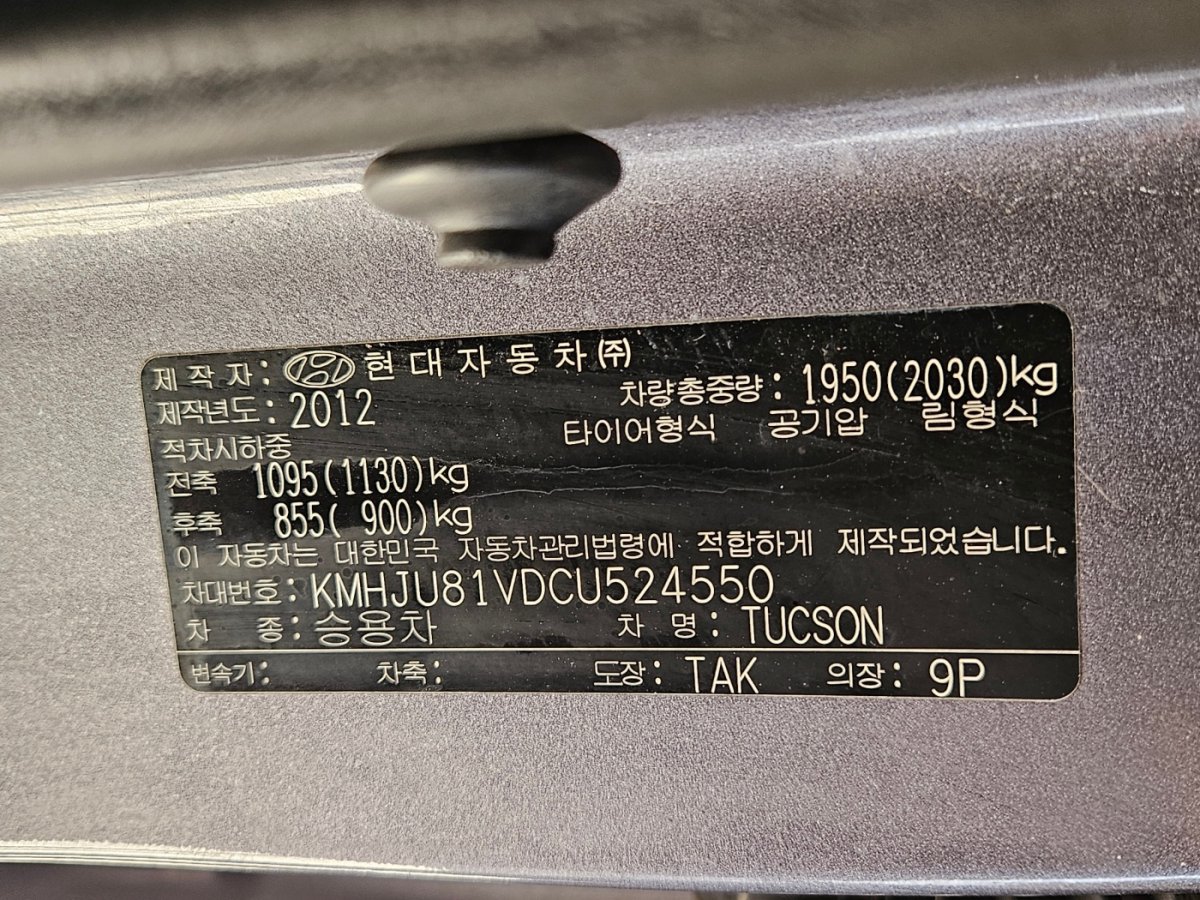 제작자: 현대자동차(주)
제작년도: 2012 차량총중량: 1950(2030)kg
적차시하중 타이어형식 공기압 림형식
전축 1095(1130)kg
후축 855( 900)kg
이 자동차는 대한민국 자동차관리법령에 적합하게 제작되었습니다.
차대번호: KMHJU81VDCU524550
차 종: 승용차 차 명: TUCSON
변속기: 차축: 도장: TAK 의장: 9P